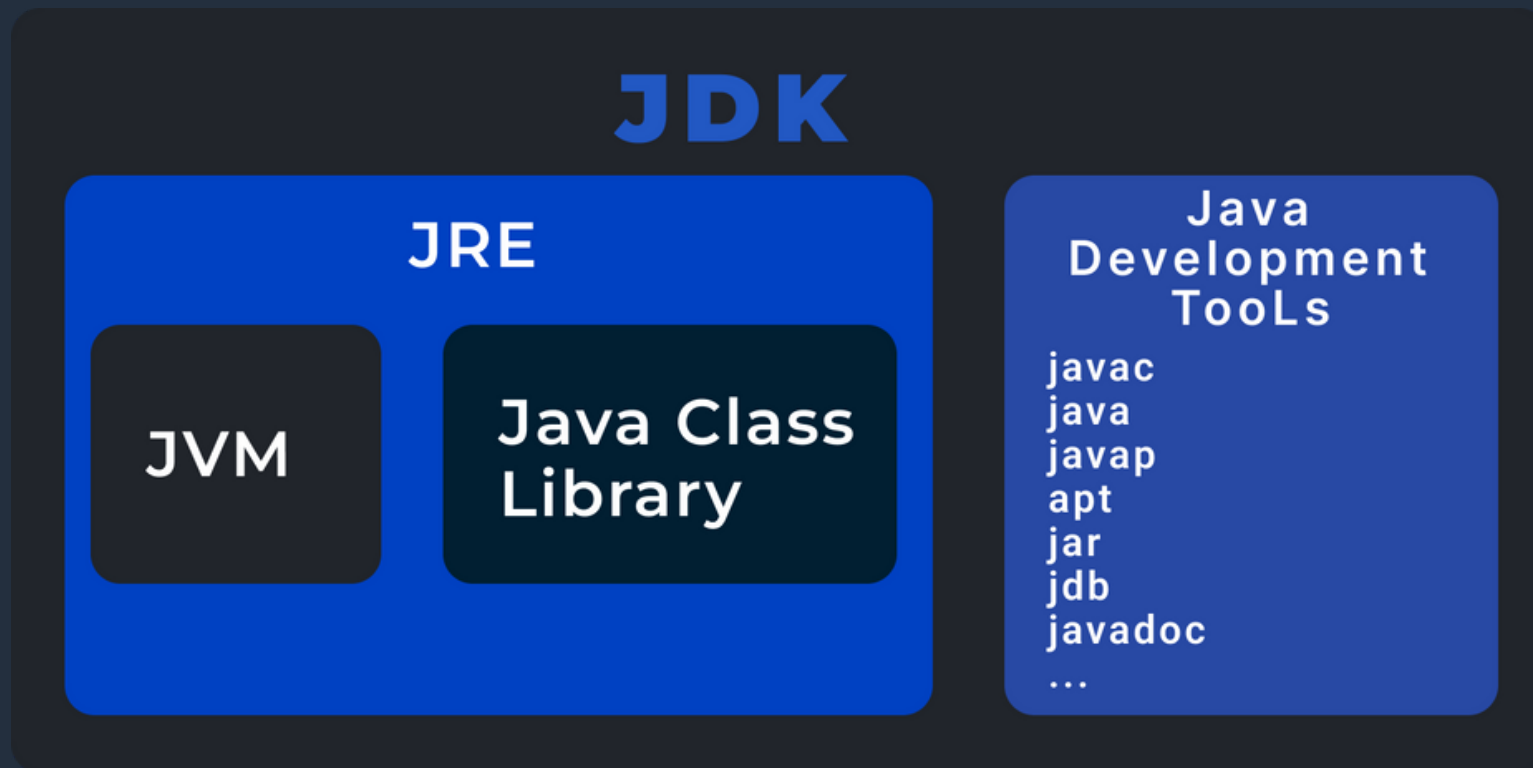 JDK
JRE
JVM
Java Class
Library
Java
Development
TooLs
javac
java
javap
apt
jar
jdb
javadoc
...